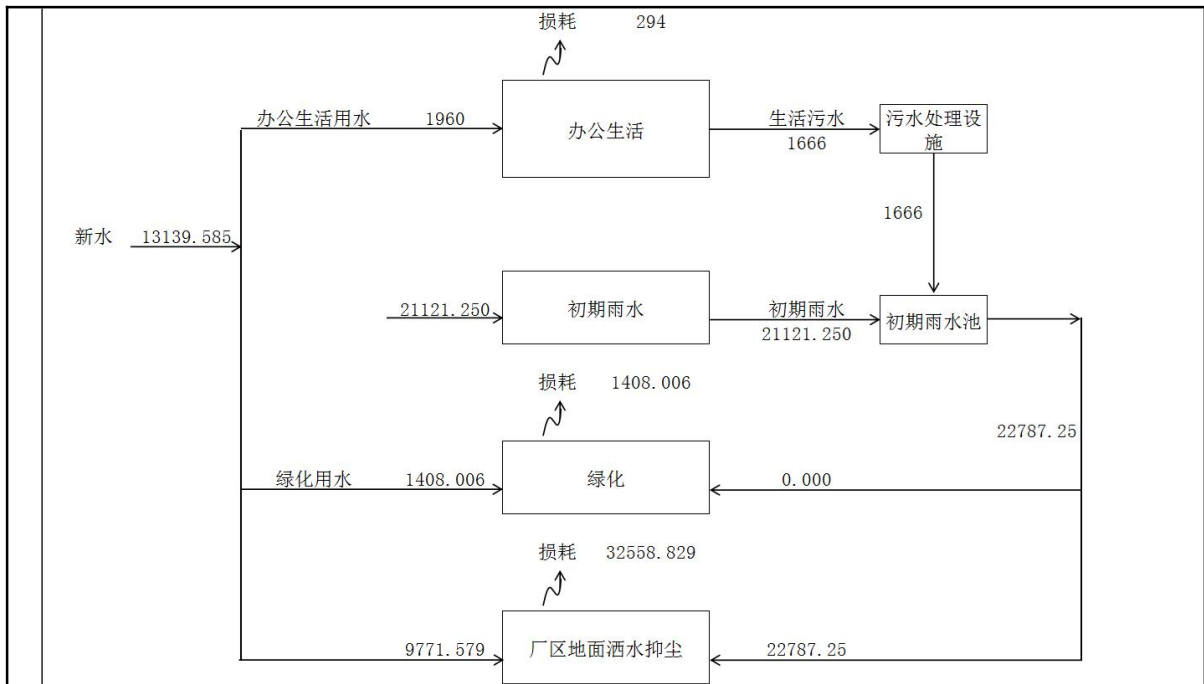 损耗 294
办公生活用水 1960
办公生活
生活污水
1666
污水处理设
施
1666
新水 13139.585
21121.250
初期雨水
初期雨水
21121.250
初期雨水池
损耗 1408.006
22787.25
绿化用水 1408.006
绿化
0.000
损耗 32558.829
9771.579
厂区地面洒水抑尘
22787.25